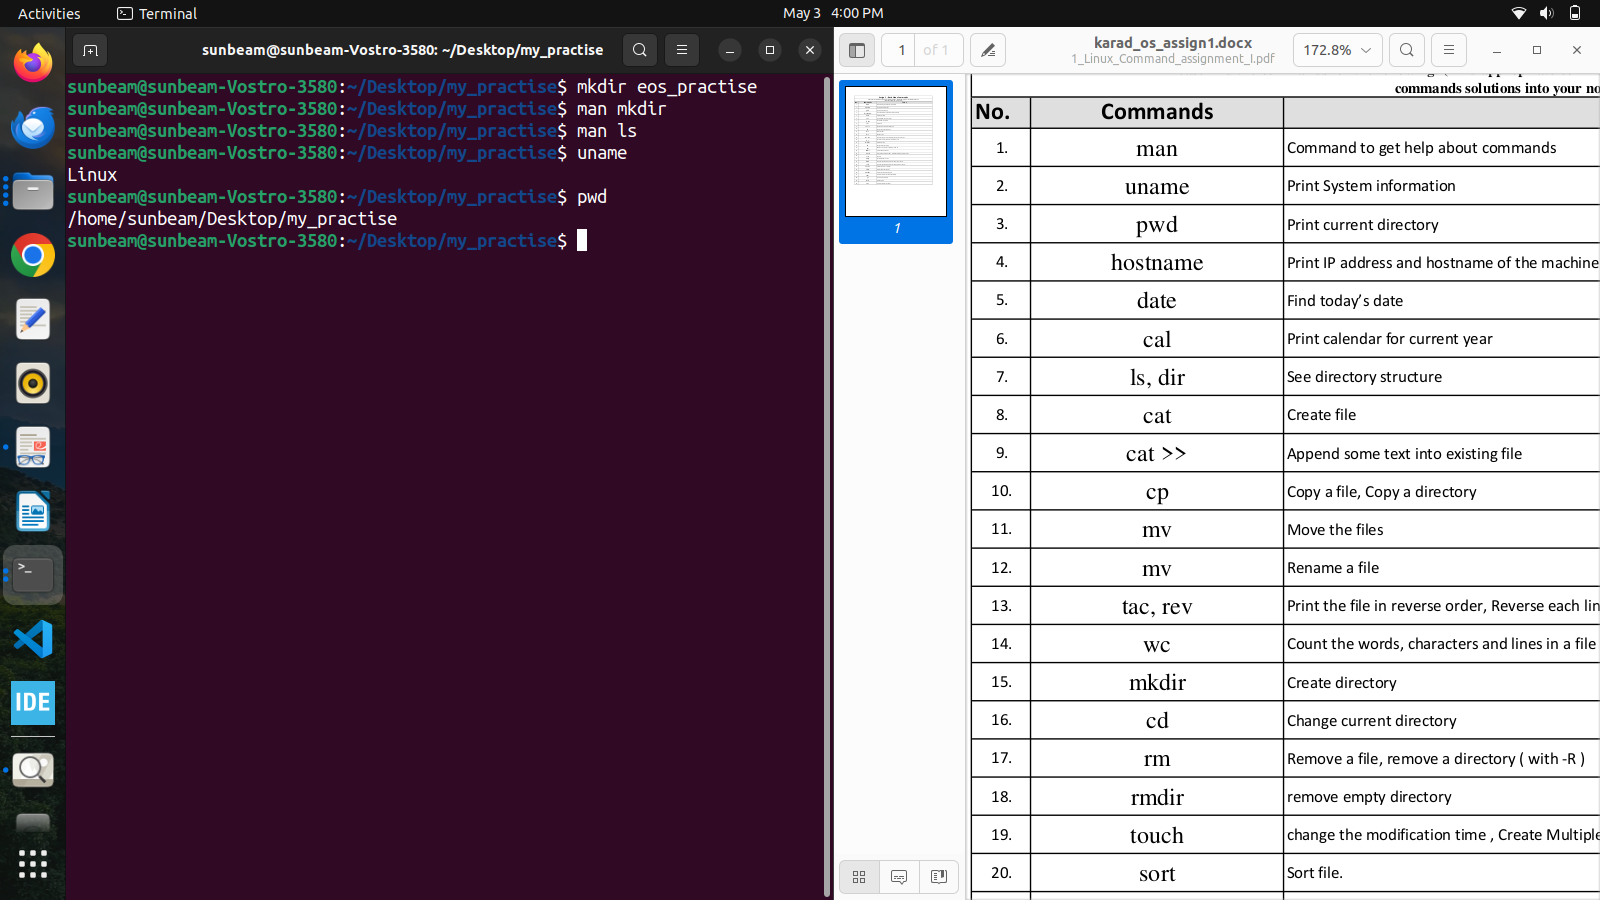 Activities
Terminal
May 3 4:00 PM
sunbeam@sunbeam-Vostro-3580: ~/Desktop/my_practise
sunbeam@sunbeam-Vostro-3580:~/Desktop/my_practise$ mkdir eos_practise
sunbeam@sunbeam-Vostro-3580:~/Desktop/my_practise$ man mkdir
sunbeam@sunbeam-Vostro-3580:~/Desktop/my_practise$ man ls
sunbeam@sunbeam-Vostro-3580:~/Desktop/my_practise$ uname
Linux
sunbeam@sunbeam-Vostro-3580:~/Desktop/my_practise$ pwd
/home/sunbeam/Desktop/my_practise
sunbeam@sunbeam-Vostro-3580:~/Desktop/my_practise$
>_
IDE
1 of 1
karad_os_assign1.docx
1_Linux_Command_assignment_I.pdf
172.8%
1
commands solutions into your no
No. Commands
1. man Command to get help about commands
2. uname Print System information
3. pwd Print current directory
4. hostname Print IP address and hostname of the machine
5. date Find today’s date
6. cal Print calendar for current year
7. ls, dir See directory structure
8. cat Create file
9. cat >> Append some text into existing file
10. cp Copy a file, Copy a directory
11. mv Move the files
12. mv Rename a file
13. tac, rev Print the file in reverse order, Reverse each lin
14. wc Count the words, characters and lines in a file
15. mkdir Create directory
16. cd Change current directory
17. rm Remove a file, remove a directory ( with -R )
18. rmdir remove empty directory
19. touch change the modification time , Create Multiple
20. sort Sort file.